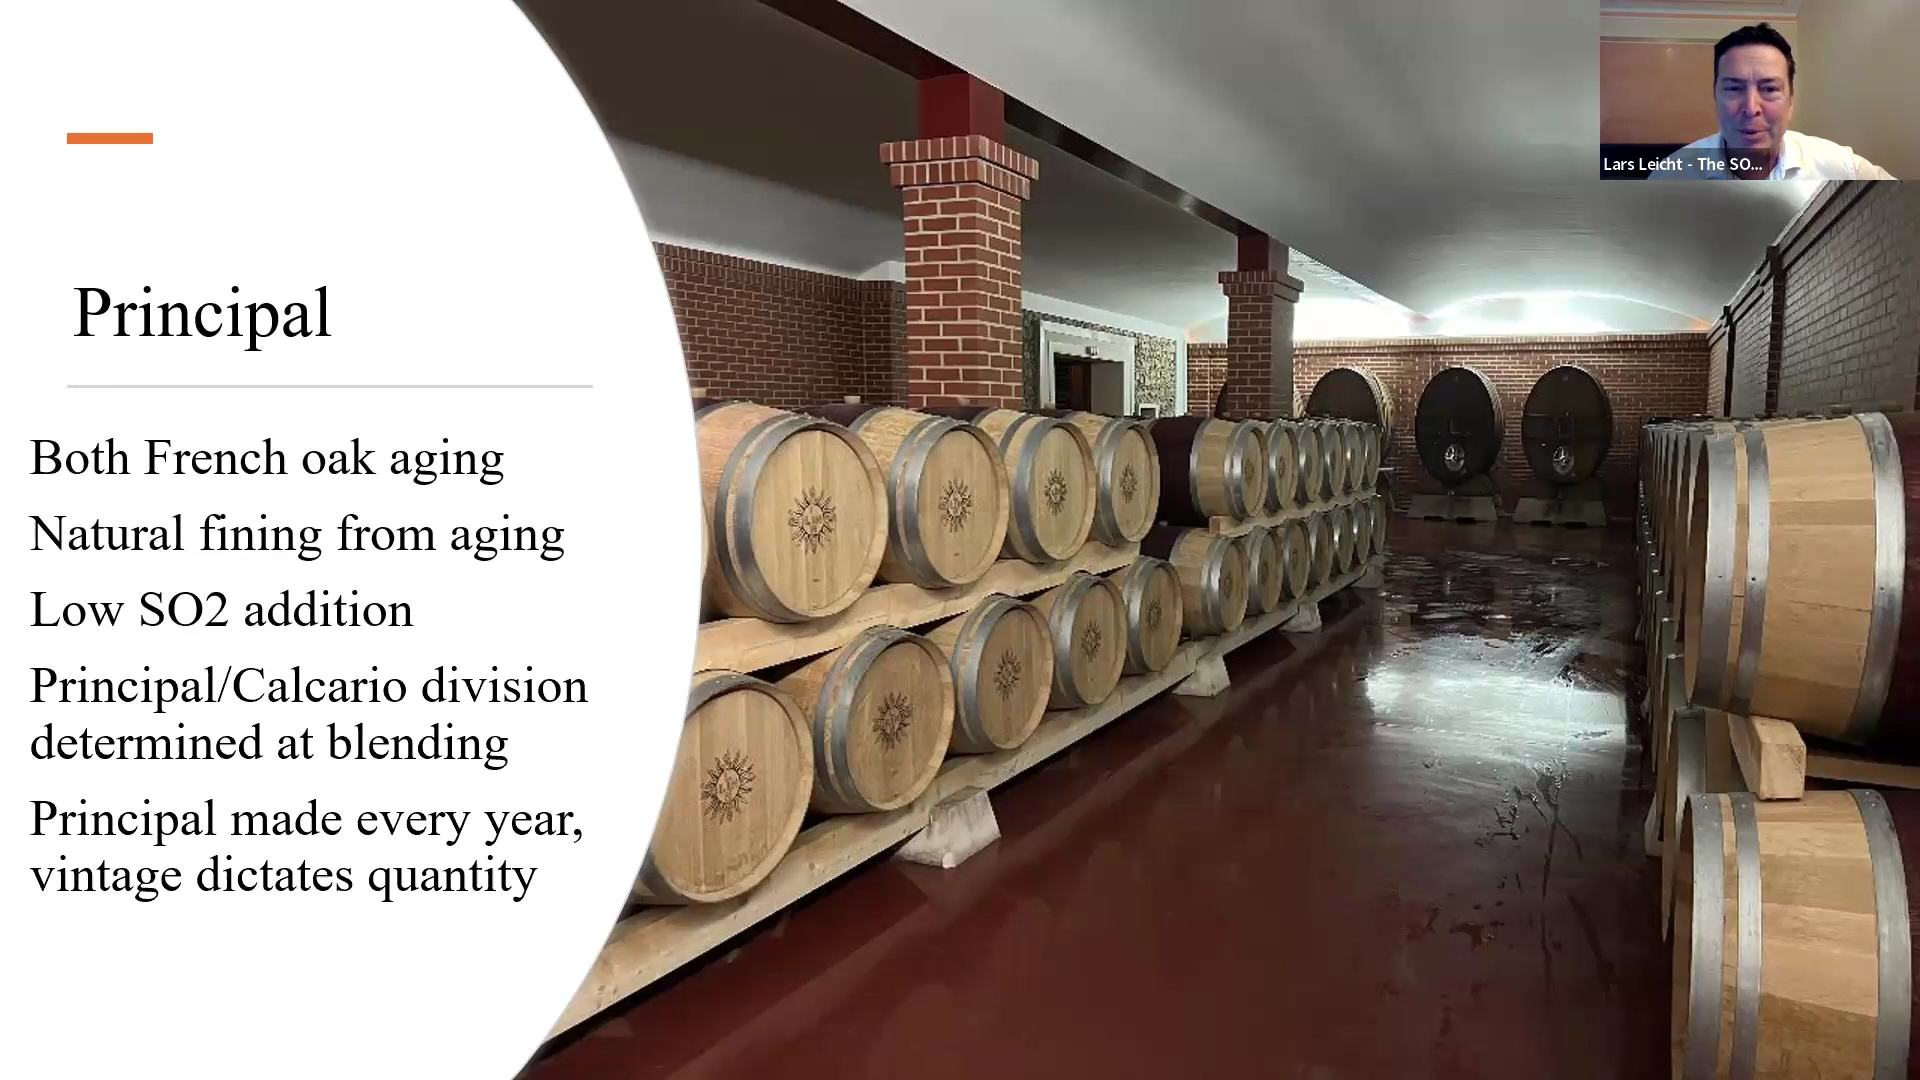 Lars Leicht - The SO...
Principal
Both French oak aging
Natural fining from aging
Low SO2 addition
Principal/Calcario division
determined at blending
Principal made every year,
vintage dictates quantity